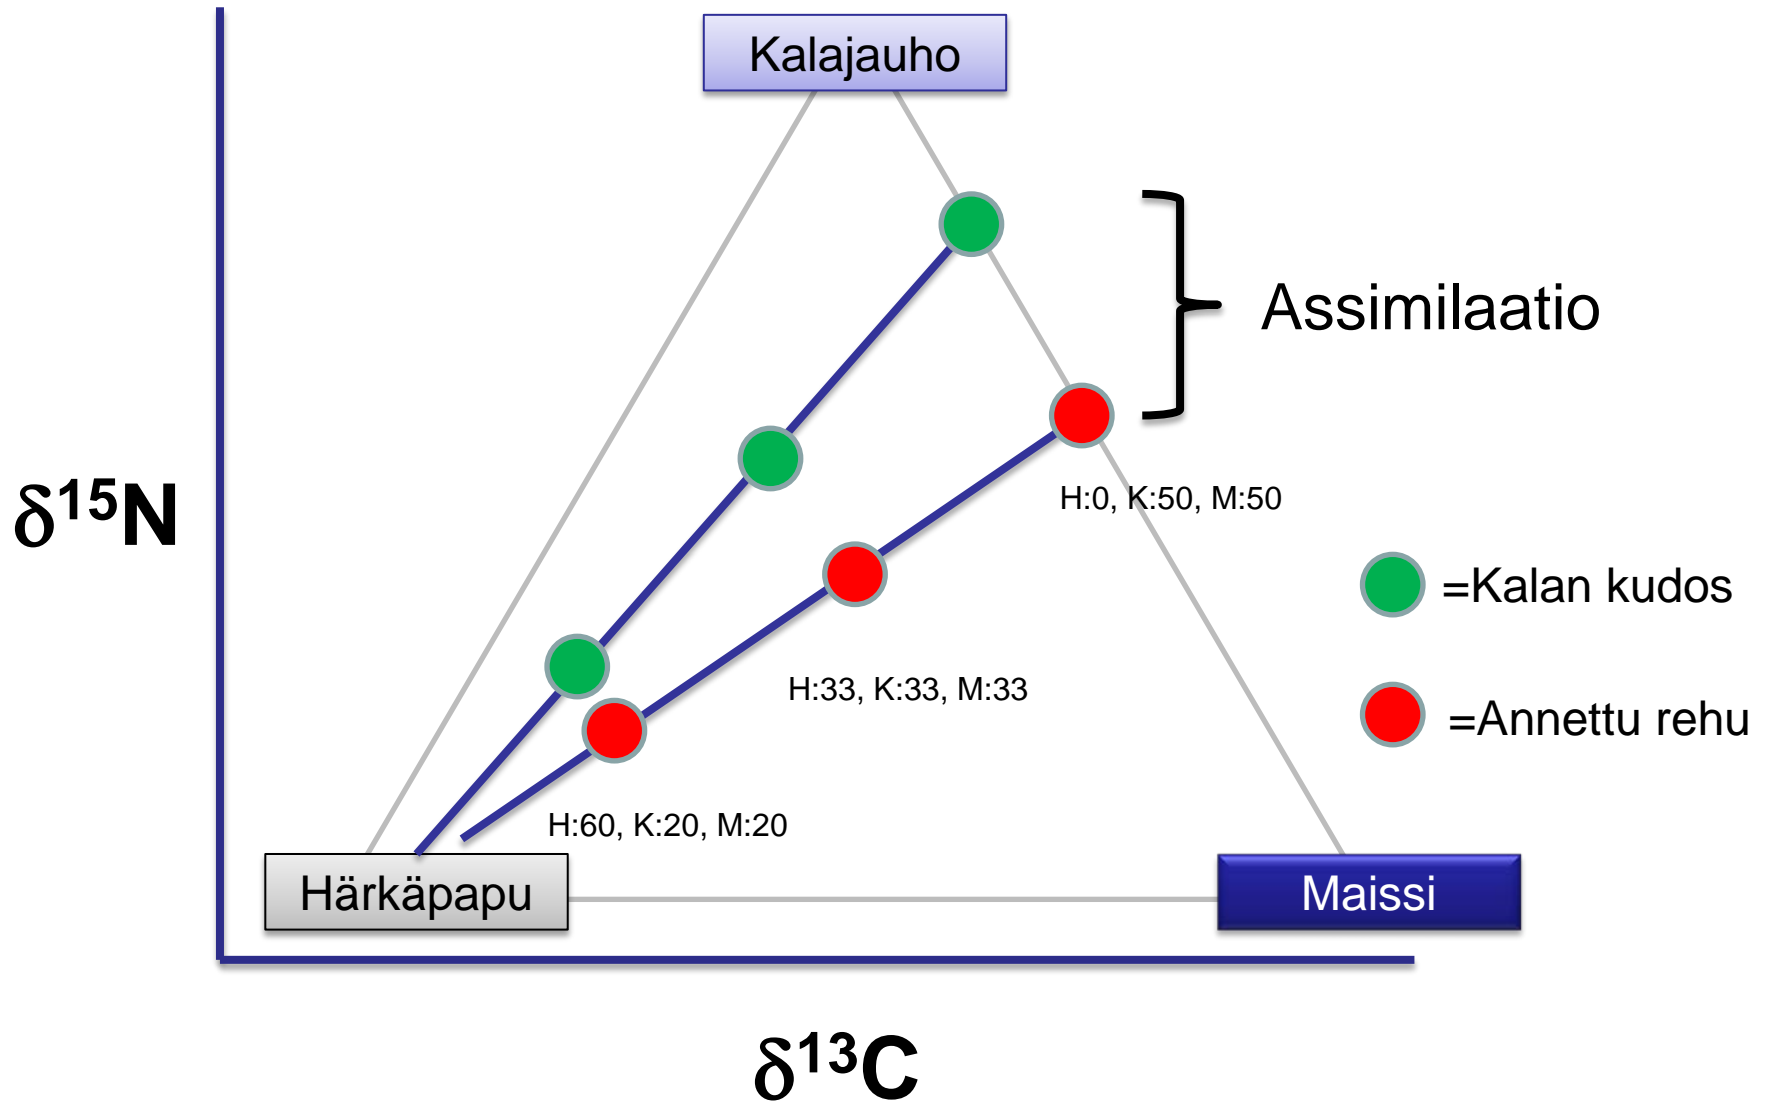 Kalajauho
Assimilaatio
δ¹⁵N
H:0, K:50, M:50
=Kalan kudos
H:33, K:33, M:33
=Annettu rehu
H:60, K:20, M:20
Härkäpapu
Maissi
δ¹³C